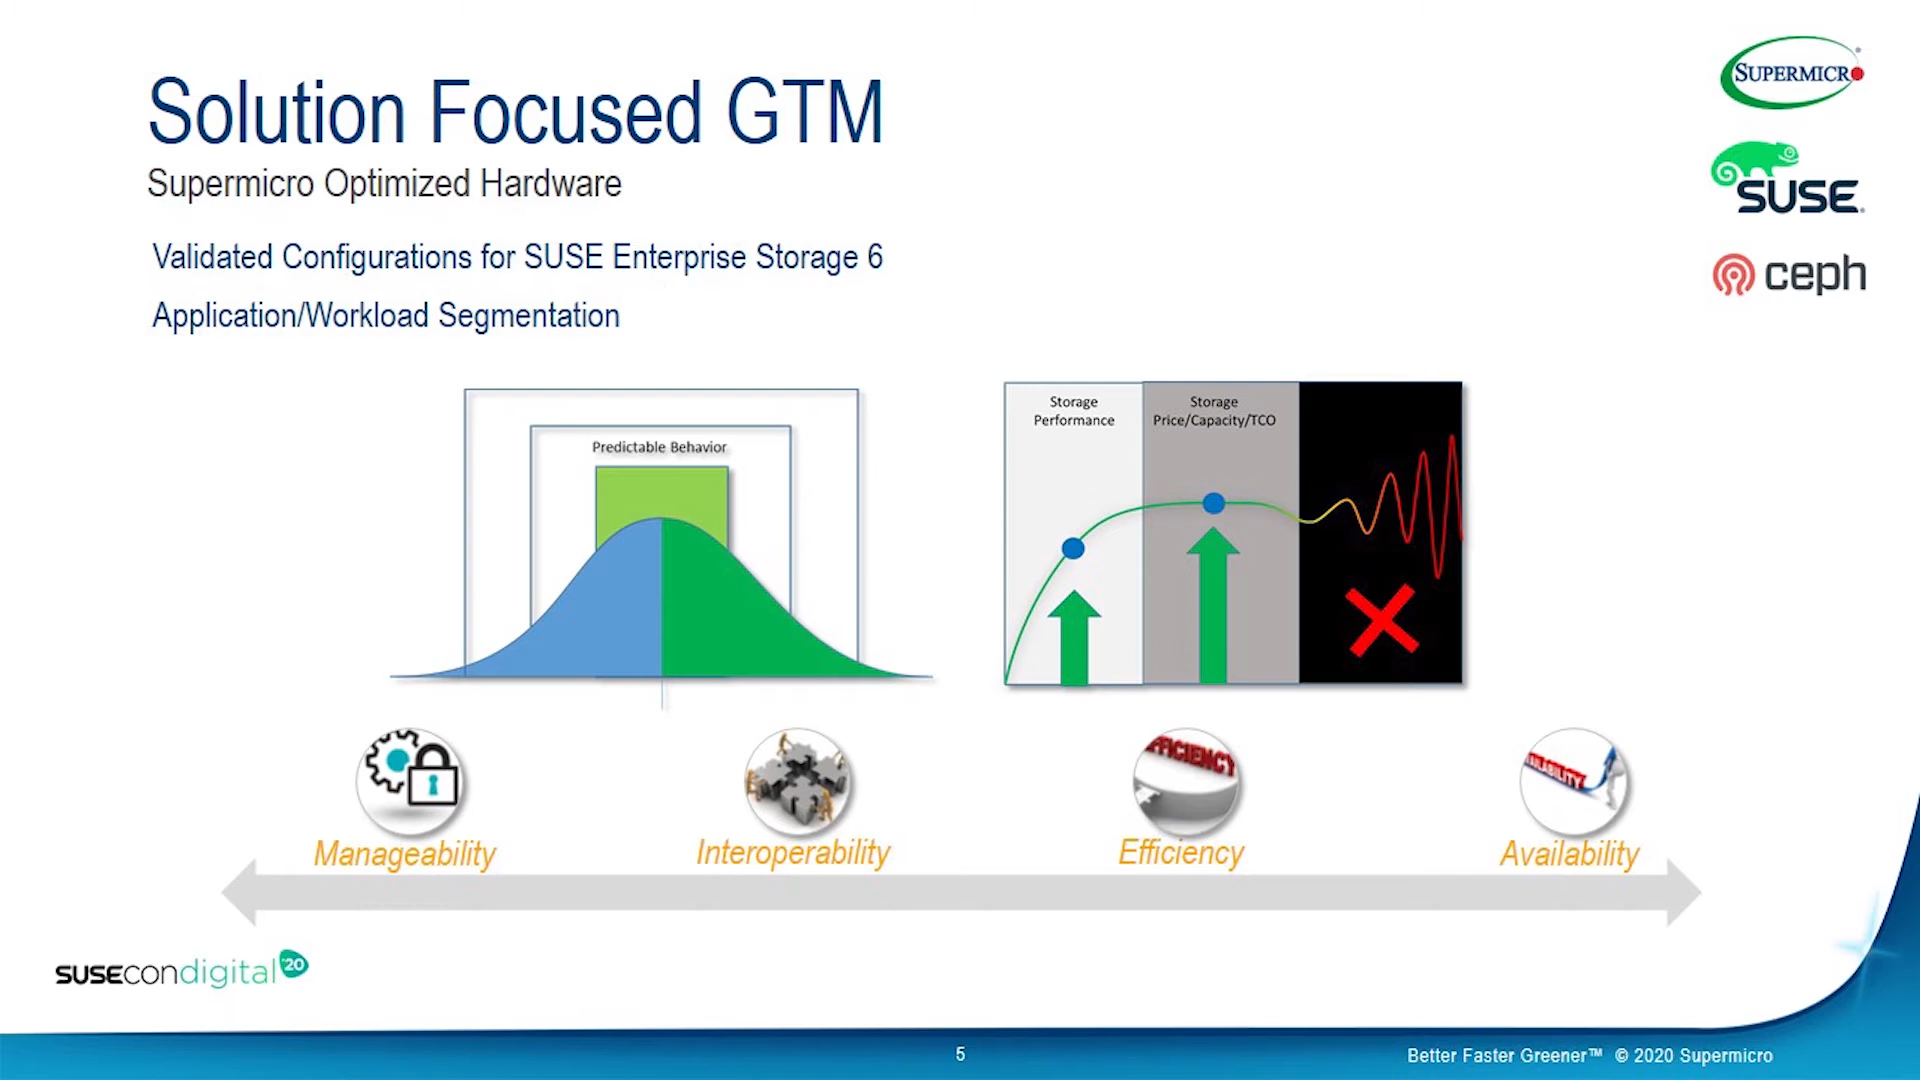 Solution Focused GTM
Supermicro Optimized Hardware
Validated Configurations for SUSE Enterprise Storage 6
Application/Workload Segmentation
SUPERMICRO
SUSE
ceph
Predictable Behavior
Storage
Performance
Storage
Price/Capacity/TCO
EFFICIENCY
Manageability
Interoperability
Efficiency
Availability
SUSEcondigital '20
5
Better Faster Greener™ © 2020 Supermicro